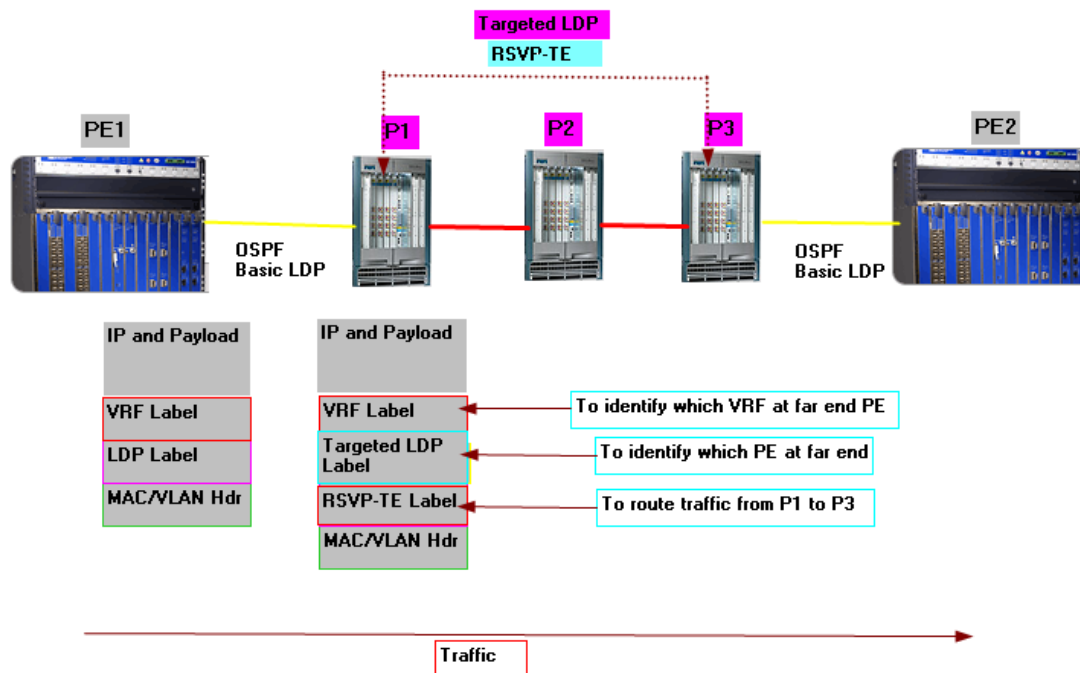 Targeted LDP
RSVP-TE
PE1
P1
P2
P3
PE2
OSPF
Basic LDP
OSPF
Basic LDP
IP and Payload
VRF Label
LDP Label
MAC/VLAN Hdr
IP and Payload
VRF Label
Targeted LDP
Label
RSVP-TE Label
MAC/VLAN Hdr
To identify which VRF at far end PE
To identify which PE at far end
To route traffic from P1 to P3
Traffic